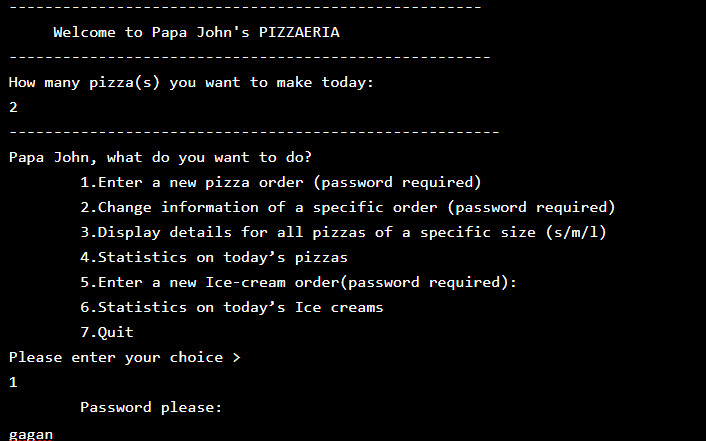 -----------------------------------------------------
Welcome to Papa John's PIZZAERIA
------------------------------------------------------
How many pizza(s) you want to make today:
2
-------------------------------------------------------
Papa John, what do you want to do?
1.Enter a new pizza order (password required)
2.Change information of a specific order (password required)
3.Display details for all pizzas of a specific size (s/m/l)
4.Statistics on today’s pizzas
5.Enter a new Ice-cream order(password required):
6.Statistics on today’s Ice creams
7.Quit
Please enter your choice >
1
Password please:
gagan